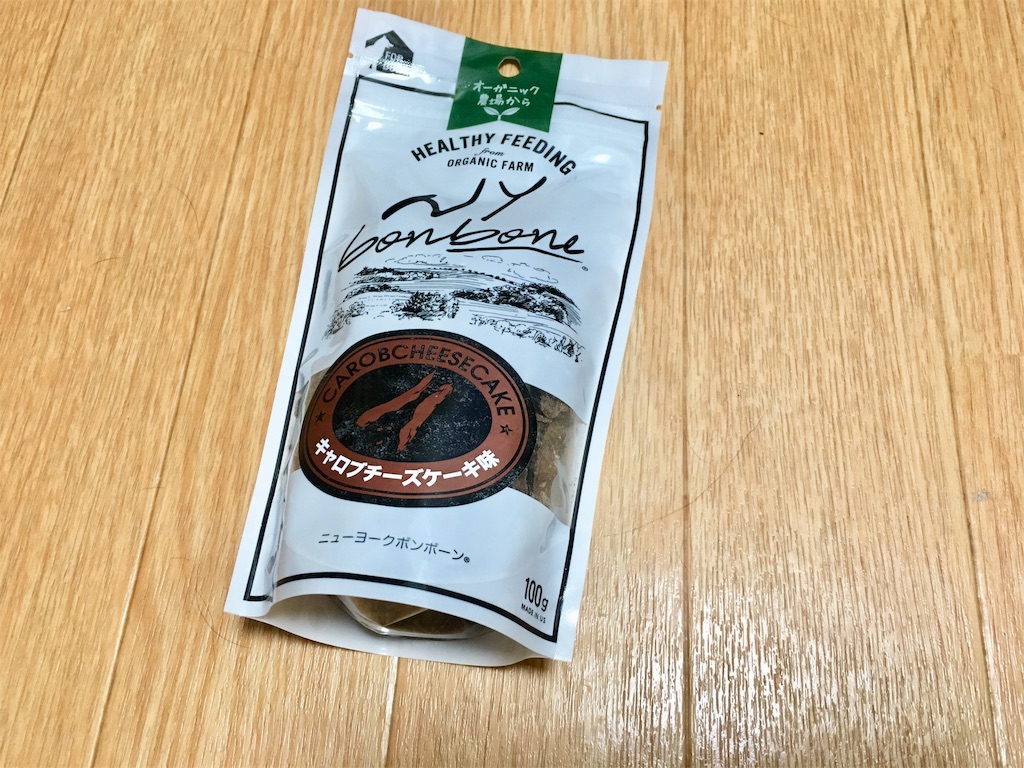 FOR
オーガニック
農場から
HEALTHY FEEDING
from
ORGANIC FARM
NY
bonbone
®
CAROBCHEESECAKE
キャロブチーズケーキ味
ニューヨークボンボーン®
100g
MADE IN US